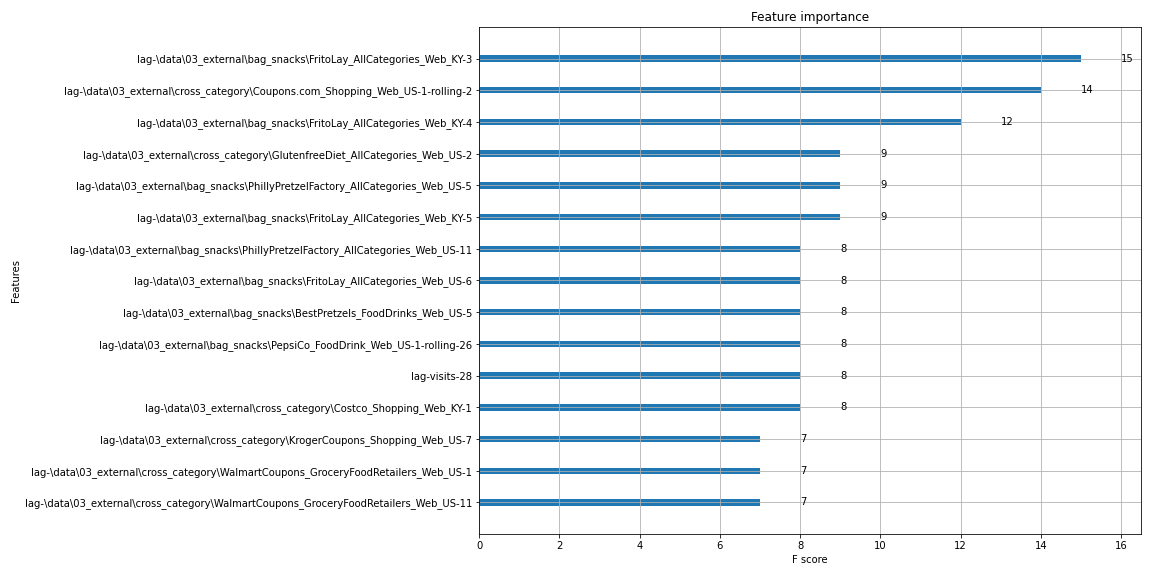 Feature importance
Features
lag-\data\03_external\bag_snacks\FritoLay_AllCategories_Web_KY-3 15
lag-\data\03_external\cross_category\Coupons.com_Shopping_Web_US-1-rolling-2 14
lag-\data\03_external\bag_snacks\FritoLay_AllCategories_Web_KY-4 12
lag-\data\03_external\cross_category\GlutenfreeDiet_AllCategories_Web_US-2 9
lag-\data\03_external\bag_snacks\PhillyPretzelFactory_AllCategories_Web_US-5 9
lag-\data\03_external\bag_snacks\FritoLay_AllCategories_Web_KY-5 9
lag-\data\03_external\bag_snacks\PhillyPretzelFactory_AllCategories_Web_US-11 8
lag-\data\03_external\bag_snacks\FritoLay_AllCategories_Web_US-6 8
lag-\data\03_external\bag_snacks\BestPretzels_FoodDrinks_Web_US-5 8
lag-\data\03_external\bag_snacks\PepsiCo_FoodDrink_Web_US-1-rolling-26 8
lag-visits-28 8
lag-\data\03_external\cross_category\Costco_Shopping_Web_KY-1 8
lag-\data\03_external\cross_category\KrogerCoupons_Shopping_Web_US-7 7
lag-\data\03_external\cross_category\WalmartCoupons_GroceryFoodRetailers_Web_US-1 7
lag-\data\03_external\cross_category\WalmartCoupons_GroceryFoodRetailers_Web_US-11 7
0 2 4 6 8 10 12 14 16
F score